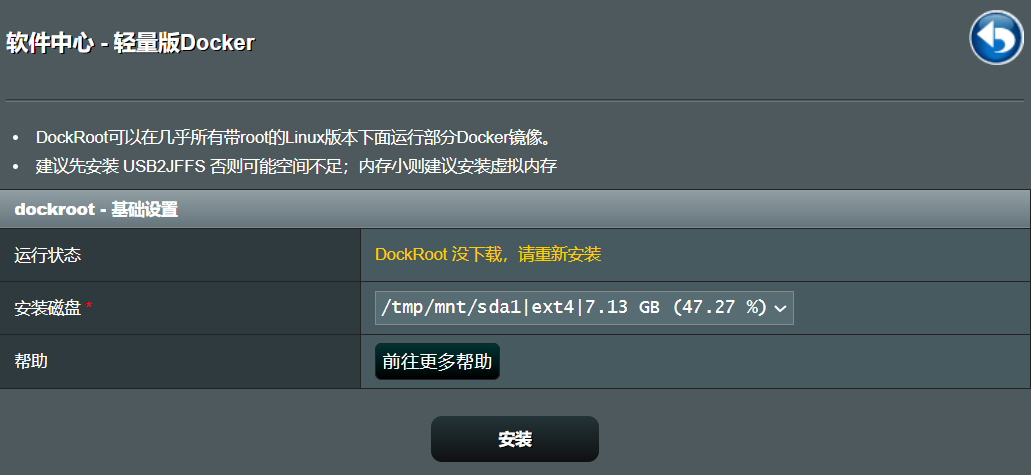 软件中心 - 轻量版Docker
DockRoot可以在几乎所有带root的Linux版本下面运行部分Docker镜像。
建议先安装 USB2JFFS 否则可能空间不足；内存小则建议安装虚拟内存
dockroot - 基础设置
运行状态 DockRoot 没下载，请重新安装
安装磁盘 * /tmp/mnt/sda1|ext4|7.13 GB (47.27 %)
帮助 前往更多帮助
安装